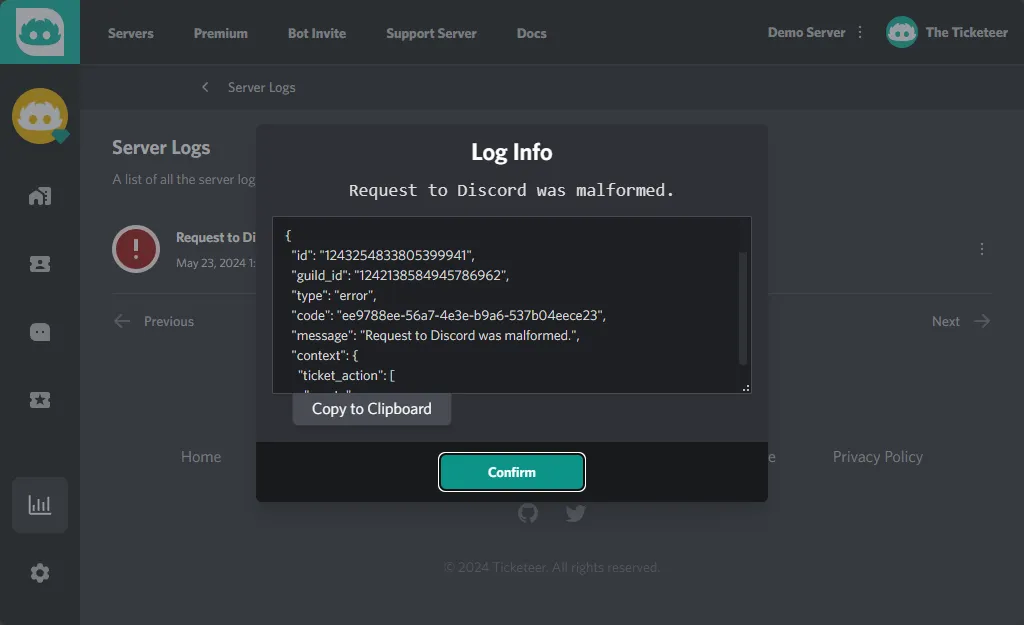 Servers
Premium
Bot Invite
Support Server
Docs
Demo Server
The Ticketeer
Server Logs
Server Logs
A list of all the server log
Request to Di
May 23, 2024 1:
Previous
Next
Log Info
Request to Discord was malformed.
{
"id": "1243254833805399941",
"guild_id": "1242138584945786962",
"type": "error",
"code": "ee9788ee-56a7-4e3e-b9a6-537b04eece23",
"message": "Request to Discord was malformed.",
"context": {
"ticket_action": [
Copy to Clipboard
Confirm
Home
Privacy Policy
© 2024 Ticketeer. All rights reserved.